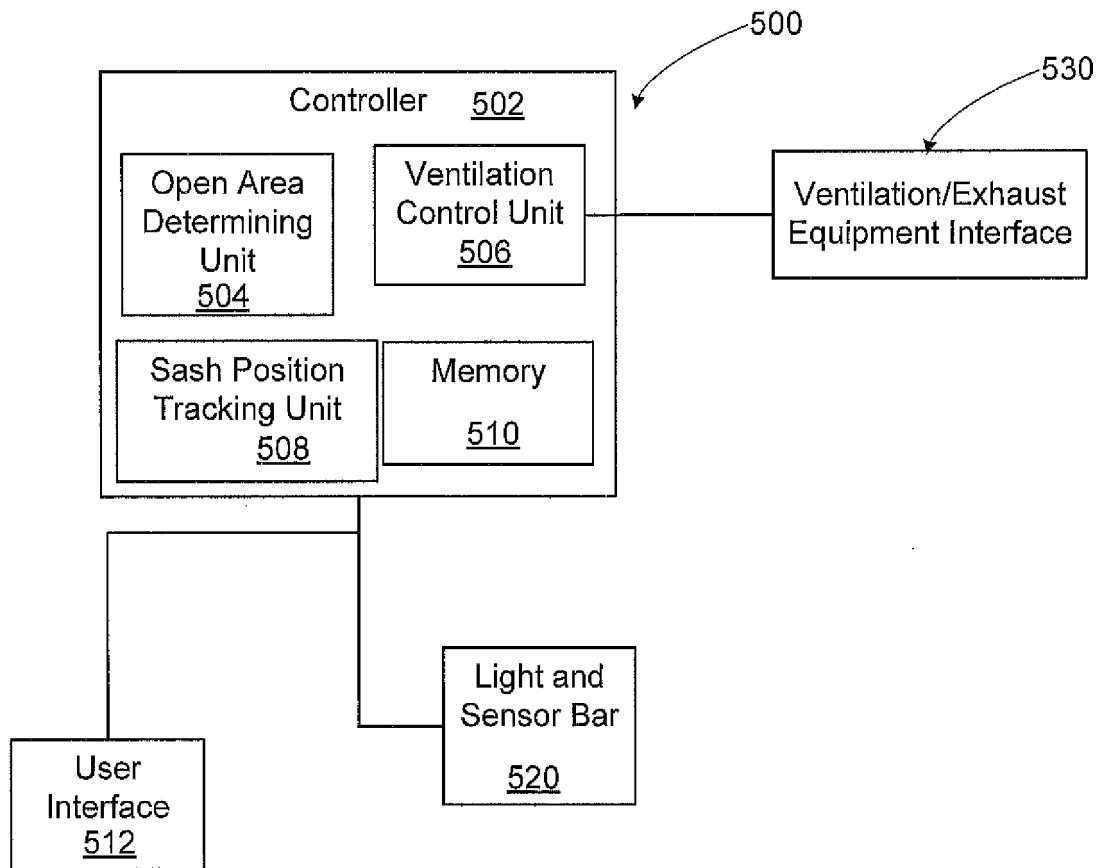 500
530
Controller 502
Open Area
Determining
Unit
504
Ventilation
Control Unit
506
Ventilation/Exhaust
Equipment Interface
Sash Position
Tracking Unit
508
Memory
510
Light and
Sensor Bar
520
User
Interface
512